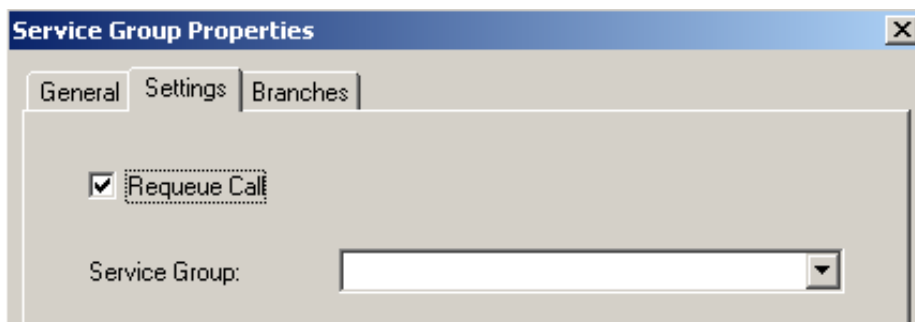 Service Group Properties
General Settings Branches
Requeue Call
Service Group: